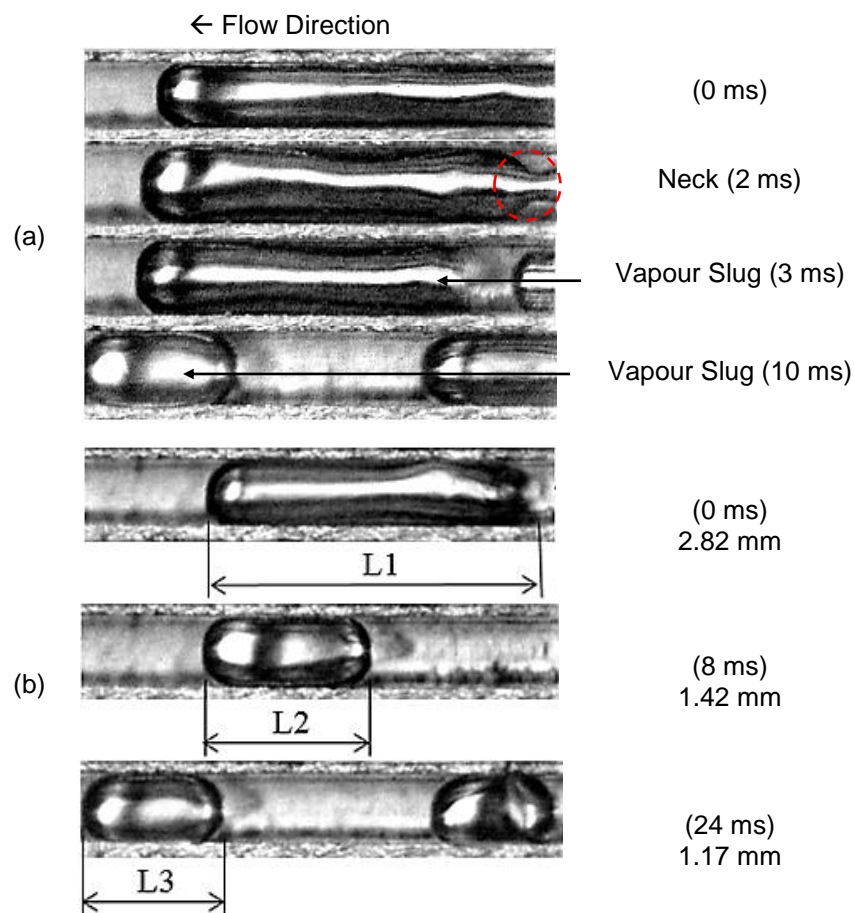 ← Flow Direction
(0 ms)
Neck (2 ms)
(a)
Vapour Slug (3 ms)
Vapour Slug (10 ms)
(0 ms)
2.82 mm
L1
(b)
(8 ms)
1.42 mm
L2
(24 ms)
1.17 mm
L3